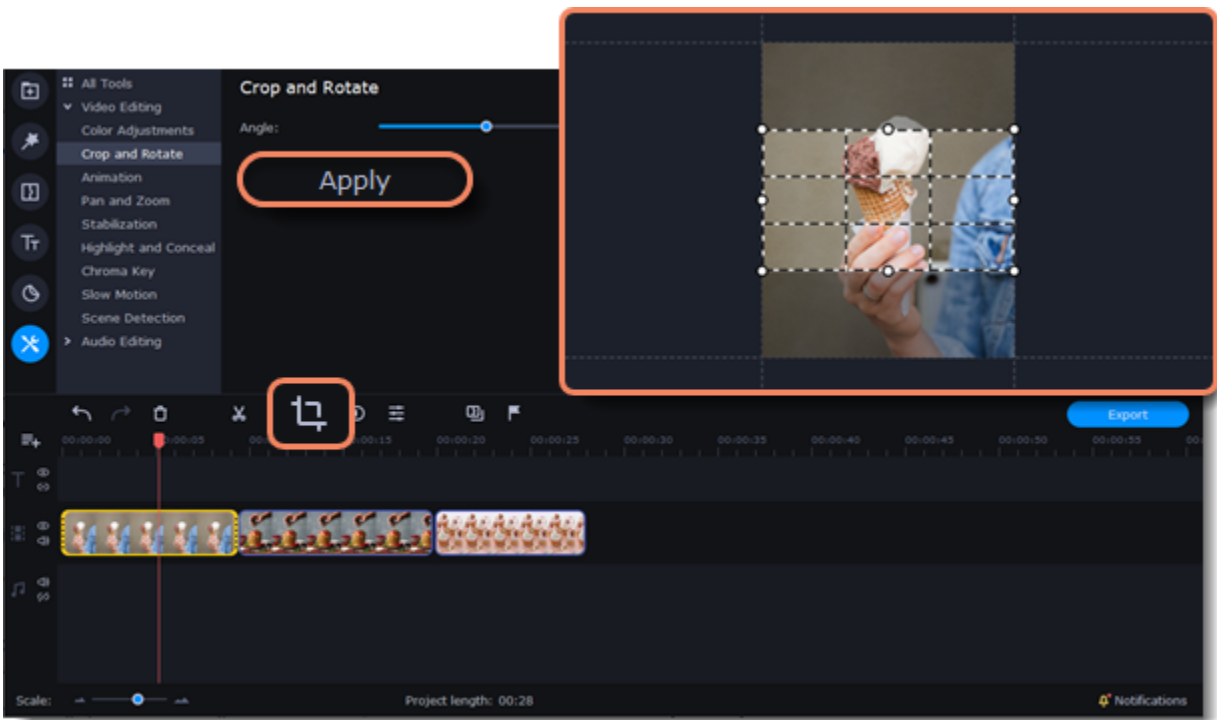 All Tools
Video Editing
Color Adjustments
Crop and Rotate
Animation
Pan and Zoom
Stabilization
Highlight and Conceal
Chroma Key
Slow Motion
Scene Detection
Audio Editing
Crop and Rotate
Angle:
Apply
Export
00:00:00 00:00:05 00:00:15 00:00:20 00:00:25 00:00:30 00:00:35 00:00:40 00:00:45 00:00:50 00:00:55
Scale: Project length: 00:28 Notifications